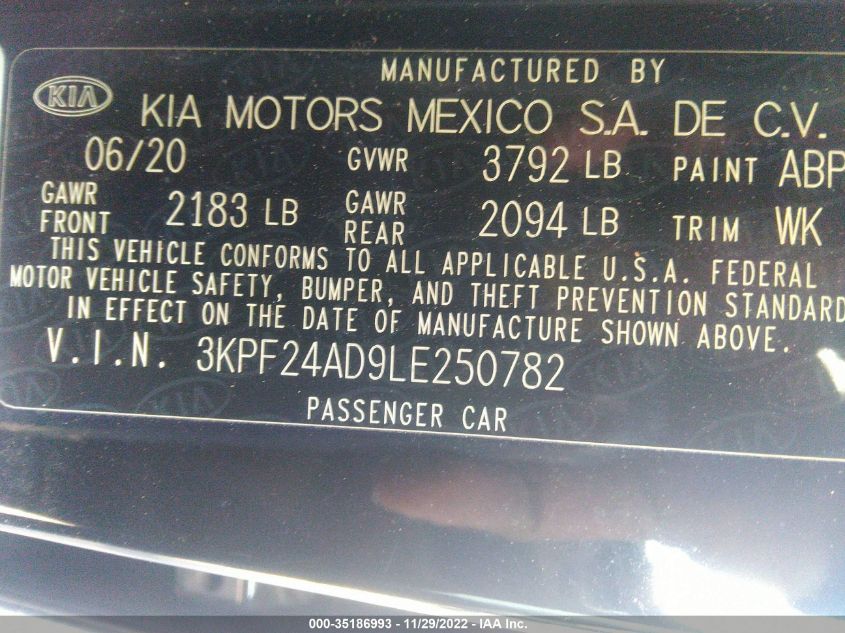 MANUFACTURED BY
KIA KIA MOTORS MEXICO S.A. DE C.V.
06/20 GVWR 3792 LB PAINT ABP
GAWR FRONT 2183 LB GAWR REAR 2094 LB TRIM WK
THIS VEHICLE CONFORMS TO ALL APPLICABLE U.S.A. FEDERAL
MOTOR VEHICLE SAFETY, BUMPER, AND THEFT PREVENTION STANDARD
IN EFFECT ON THE DATE OF MANUFACTURE SHOWN ABOVE.
V.I.N. 3KPF24AD9LE250782
PASSENGER CAR
000-35186993 - 11/29/2022 - IAA Inc.